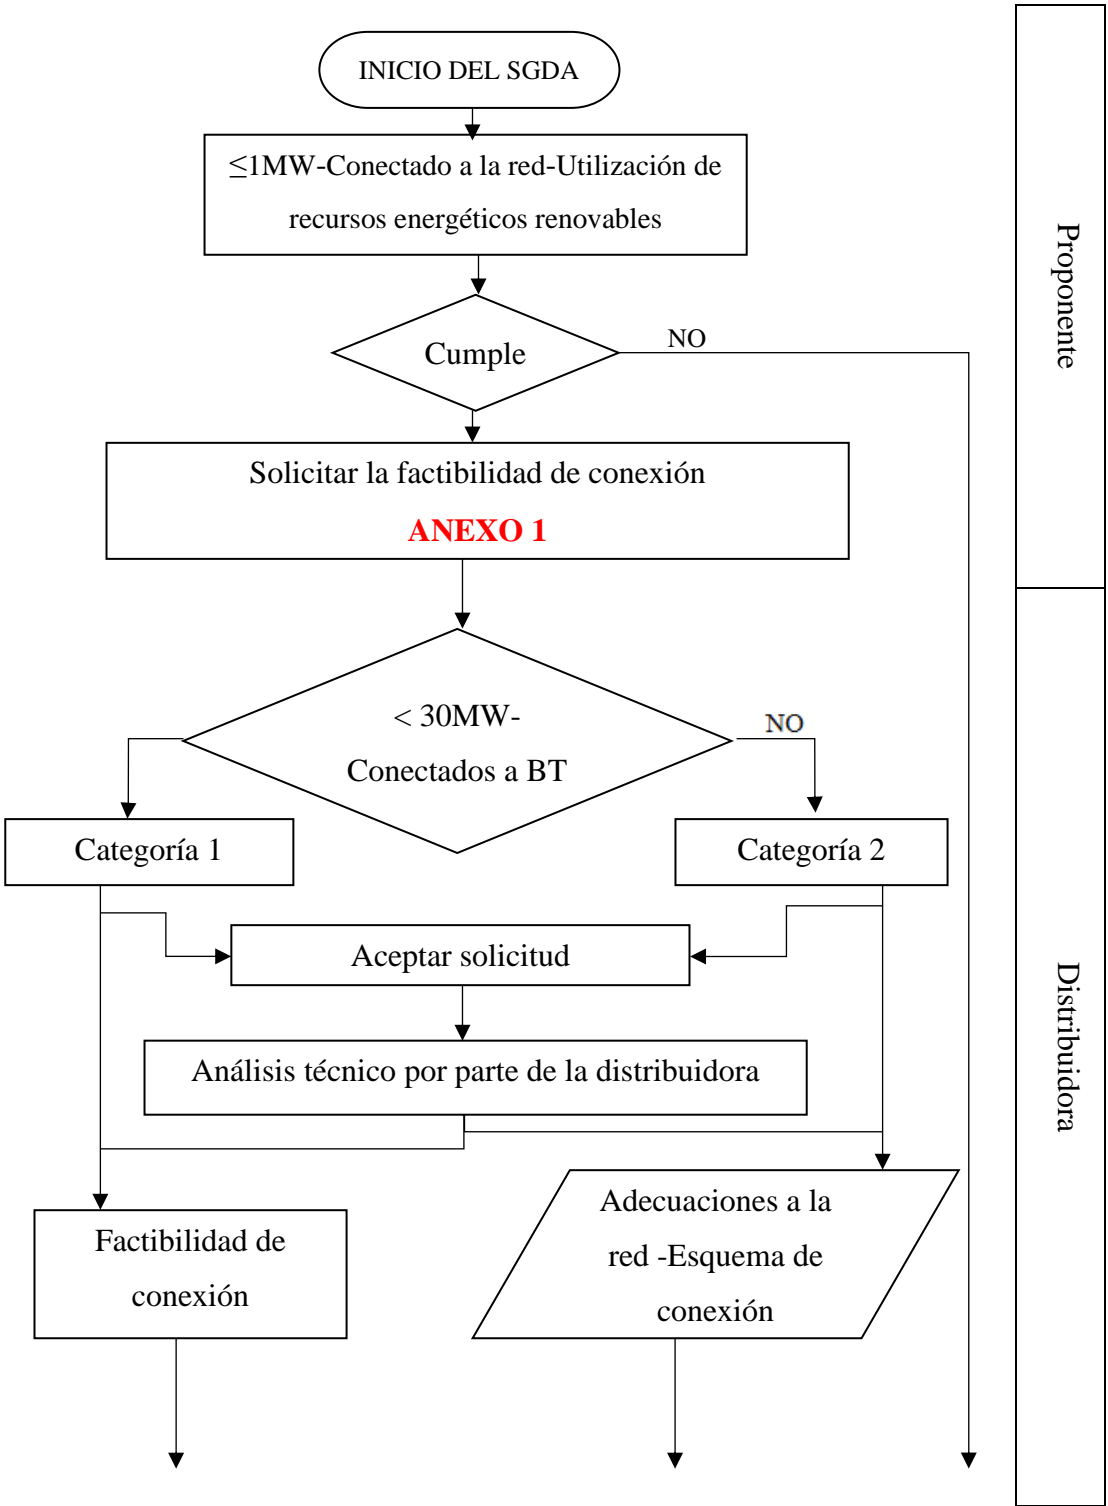 INICIO DEL SGDA
≤1MW-Conectado a la red-Utilización de
recursos energéticos renovables
Cumple
NO
Solicitar la factibilidad de conexión
ANEXO 1
< 30MW-
Conectados a BT
NO
Categoría 1
Categoría 2
Aceptar solicitud
Análisis técnico por parte de la distribuidora
Factibilidad de
conexión
Adecuaciones a la
red -Esquema de
conexión
Proponente
Distribuidora